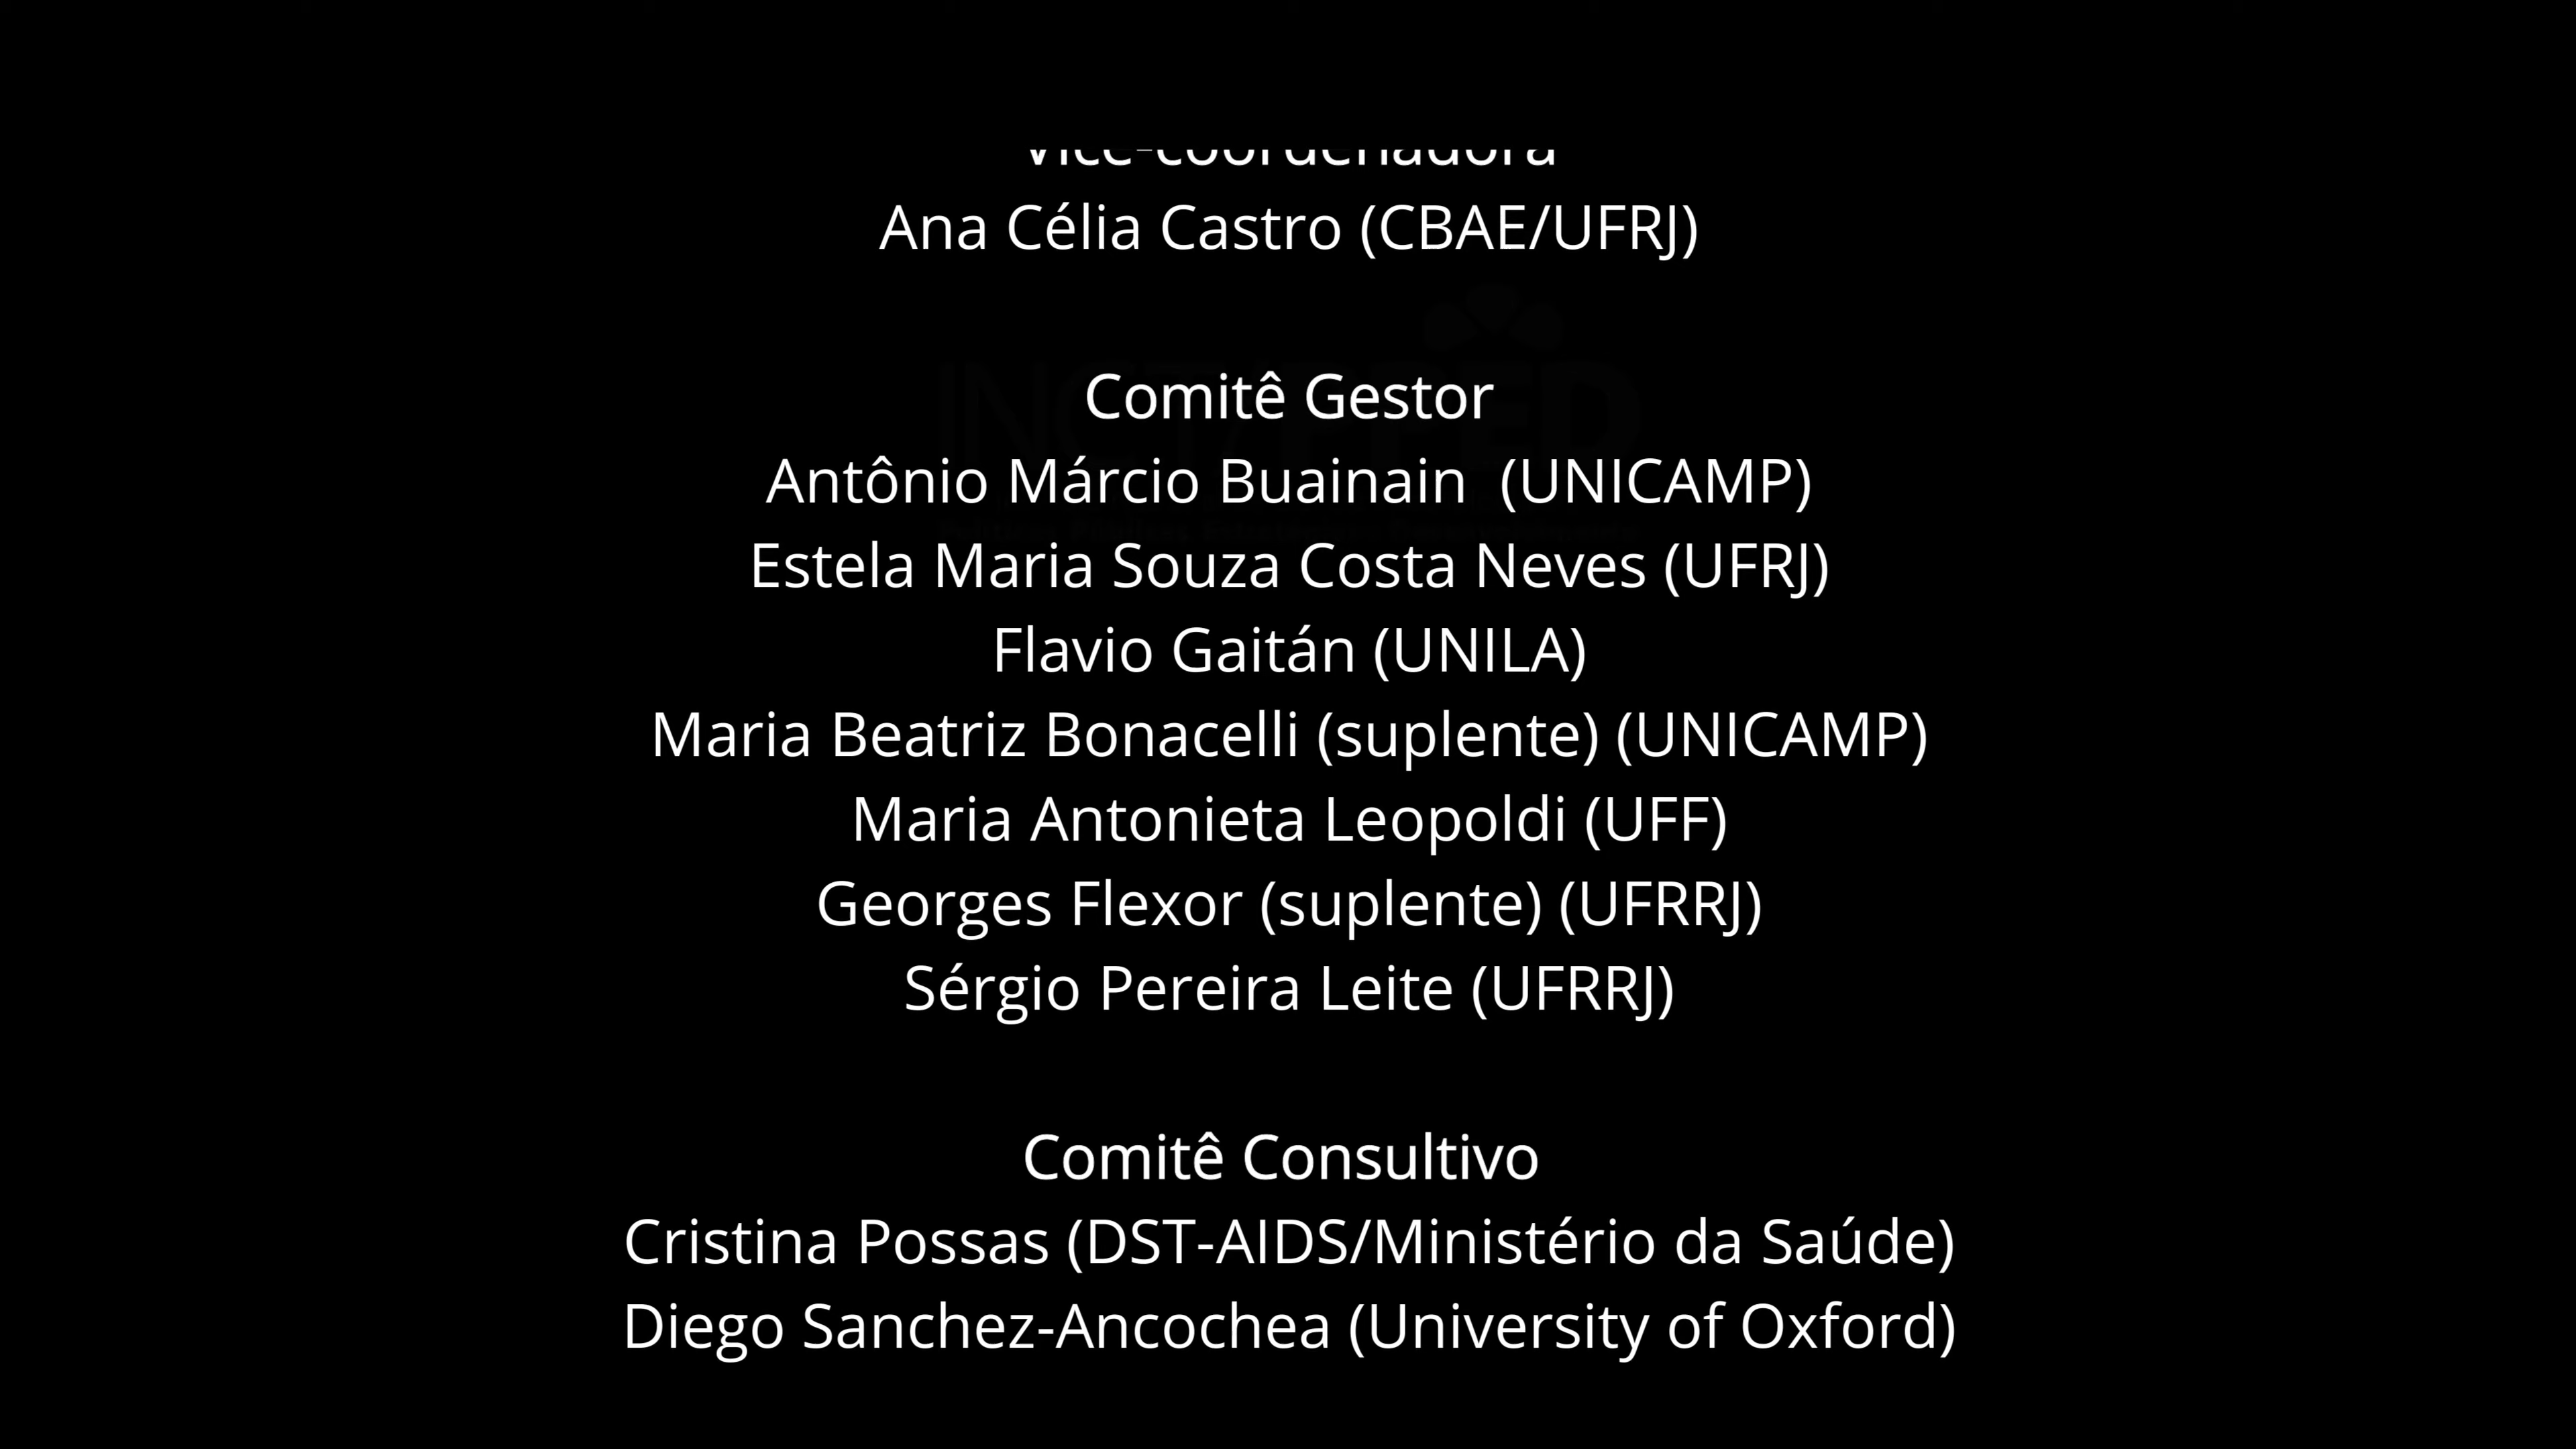 Vice-coordenadora
Ana Célia Castro (CBAE/UFRJ)
Comitê Gestor
Antônio Márcio Buainain (UNICAMP)
Estela Maria Souza Costa Neves (UFRJ)
Flavio Gaitán (UNILA)
Maria Beatriz Bonacelli (suplente) (UNICAMP)
Maria Antonieta Leopoldi (UFF)
Georges Flexor (suplente) (UFRRJ)
Sérgio Pereira Leite (UFRRJ)
Comitê Consultivo
Cristina Possas (DST-AIDS/Ministério da Saúde)
Diego Sanchez-Ancochea (University of Oxford)